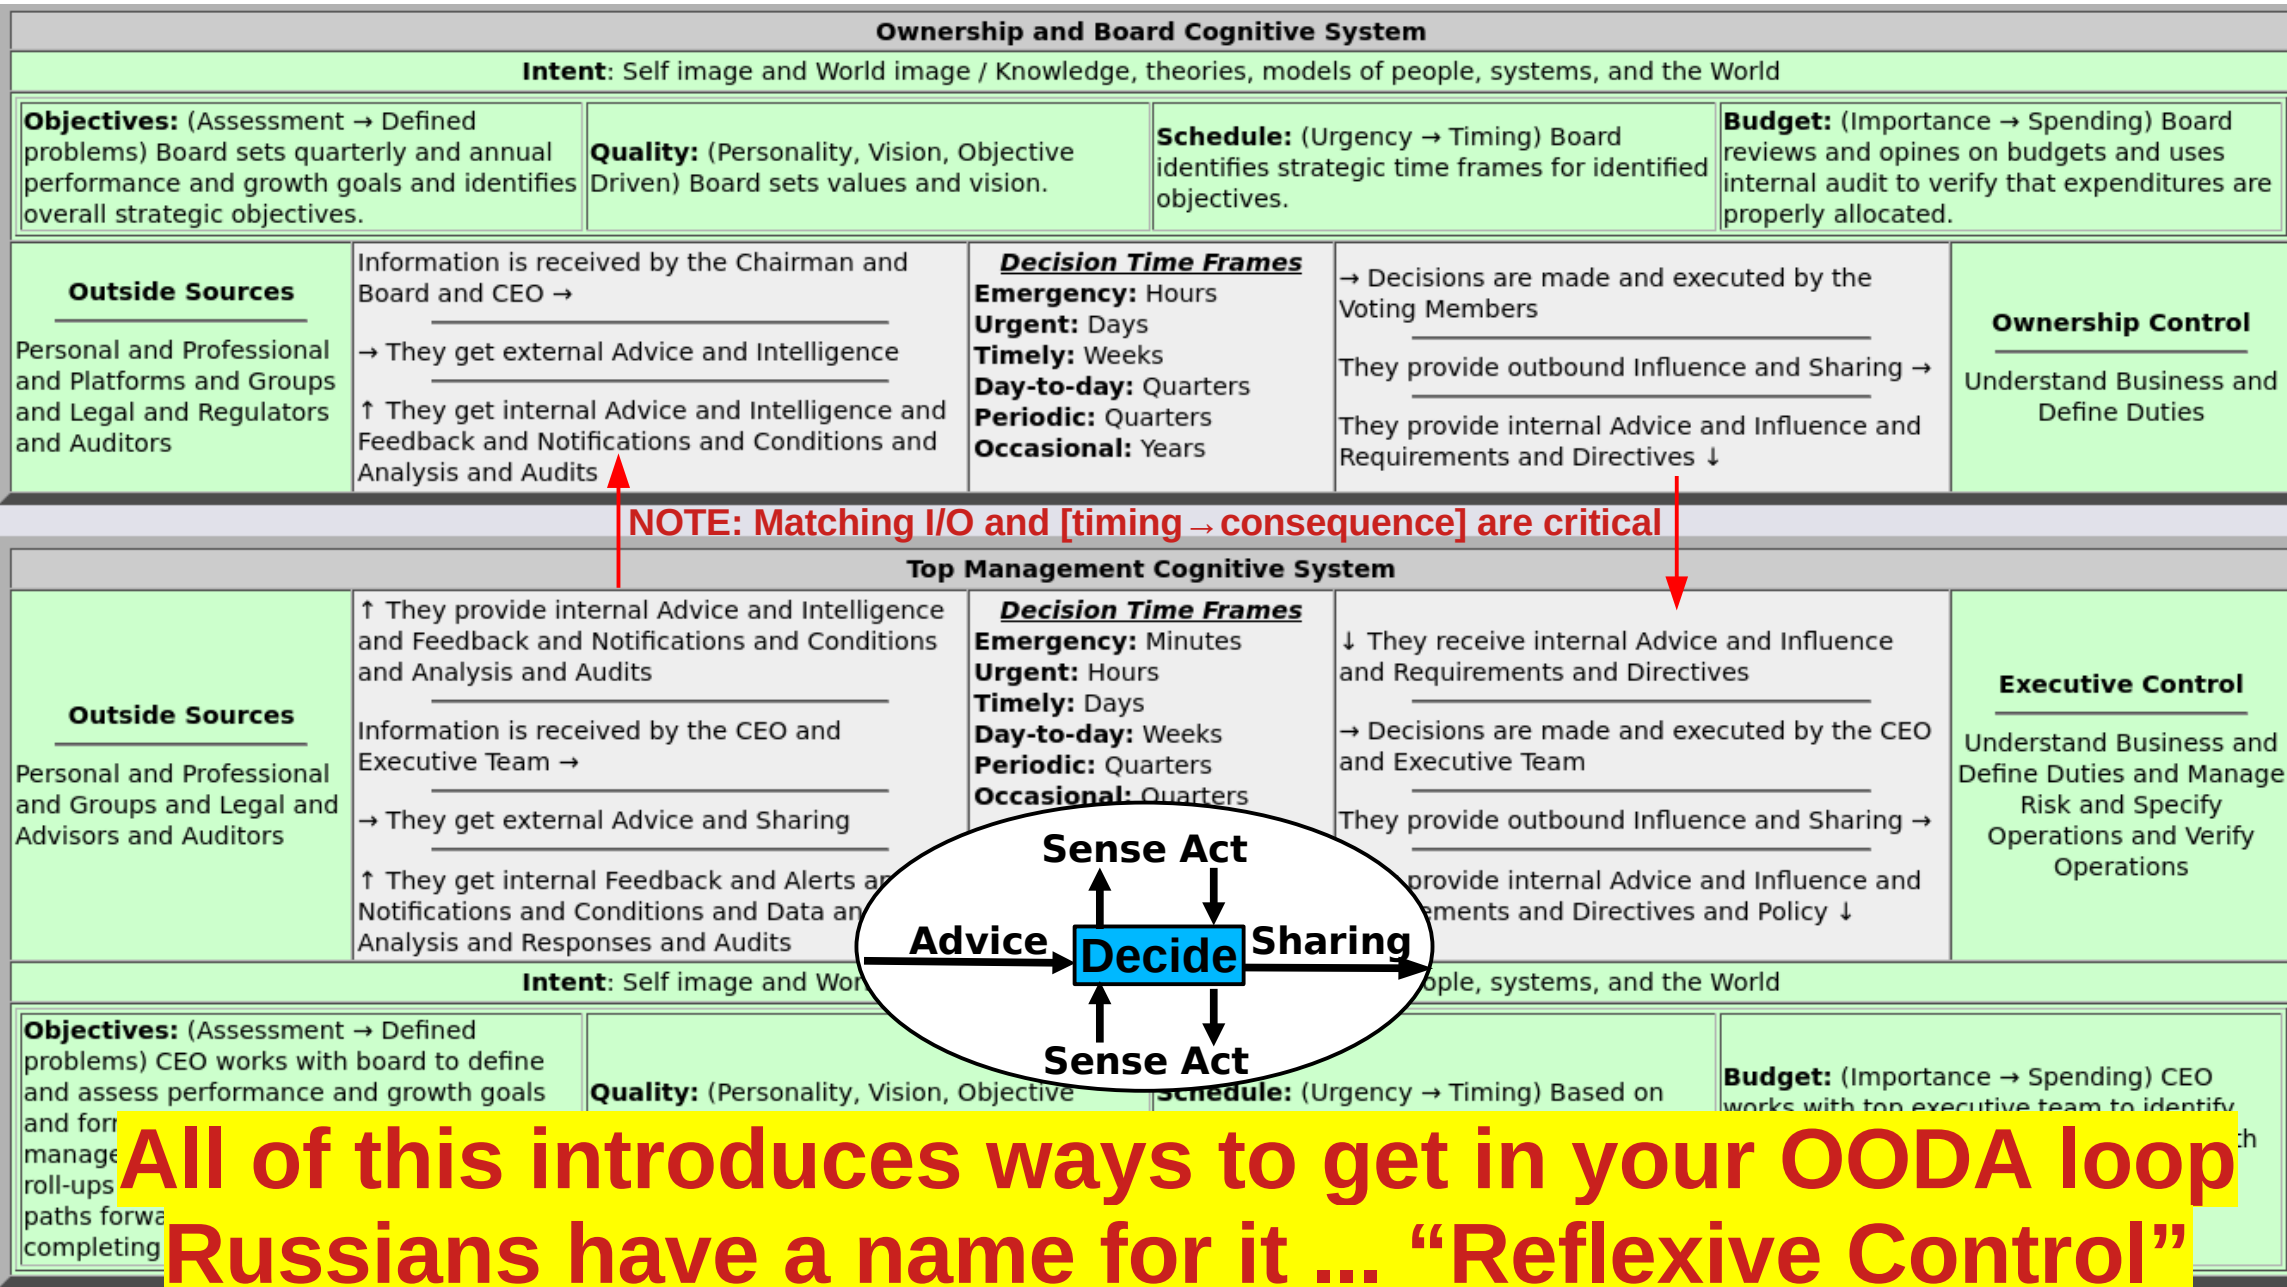 Ownership and Board Cognitive System
Intent: Self image and World image / Knowledge, theories, models of people, systems, and the World
Objectives: (Assessment → Defined
problems) Board sets quarterly and annual
performance and growth goals and identifies
overall strategic objectives.
Quality: (Personality, Vision, Objective
Driven) Board sets values and vision.
Schedule: (Urgency → Timing) Board
identifies strategic time frames for identified
objectives.
Budget: (Importance → Spending) Board
reviews and opines on budgets and uses
internal audit to verify that expenditures are
properly allocated.
Outside Sources
Personal and Professional
and Platforms and Groups
and Legal and Regulators
and Auditors
Information is received by the Chairman and
Board and CEO →
→ They get external Advice and Intelligence
↑ They get internal Advice and Intelligence and
Feedback and Notifications and Conditions and
Analysis and Audits
Decision Time Frames
Emergency: Hours
Urgent: Days
Timely: Weeks
Day-to-day: Quarters
Periodic: Quarters
Occasional: Years
→ Decisions are made and executed by the
Voting Members
They provide outbound Influence and Sharing →
They provide internal Advice and Influence and
Requirements and Directives ↓
Ownership Control
Understand Business and
Define Duties
NOTE: Matching I/O and [timing→consequence] are critical
Top Management Cognitive System
Outside Sources
Personal and Professional
and Groups and Legal and
Advisors and Auditors
↑ They provide internal Advice and Intelligence
and Feedback and Notifications and Conditions
and Analysis and Audits
Information is received by the CEO and
Executive Team →
→ They get external Advice and Sharing
↑ They get internal Feedback and Alerts
Notifications and Conditions and Data
Analysis and Responses and Audits
Decision Time Frames
Emergency: Minutes
Urgent: Hours
Timely: Days
Day-to-day: Weeks
Periodic: Quarters
Occasional: Quarters
↓ They receive internal Advice and Influence
and Requirements and Directives
→ Decisions are made and executed by the CEO
and Executive Team
They provide outbound Influence and Sharing →
provide internal Advice and Influence and
and Directives and Policy ↓
Executive Control
Understand Business and
Define Duties and Manage
Risk and Specify
Operations and Verify
Operations
Sense Act
Advice Decide Sharing
Sense Act
Intent: Self image and
systems, and the World
Objectives: (Assessment → Defined
problems) CEO works with board to define
and assess performance and growth goals
and
roll-ups
paths
completing
Quality: (Personality, Vision, Objective
Schedule: (Urgency → Timing) Based on
Budget: (Importance → Spending) CEO
works with top executive team to identify
All of this introduces ways to get in your OODA loop
Russians have a name for it ... “Reflexive Control”